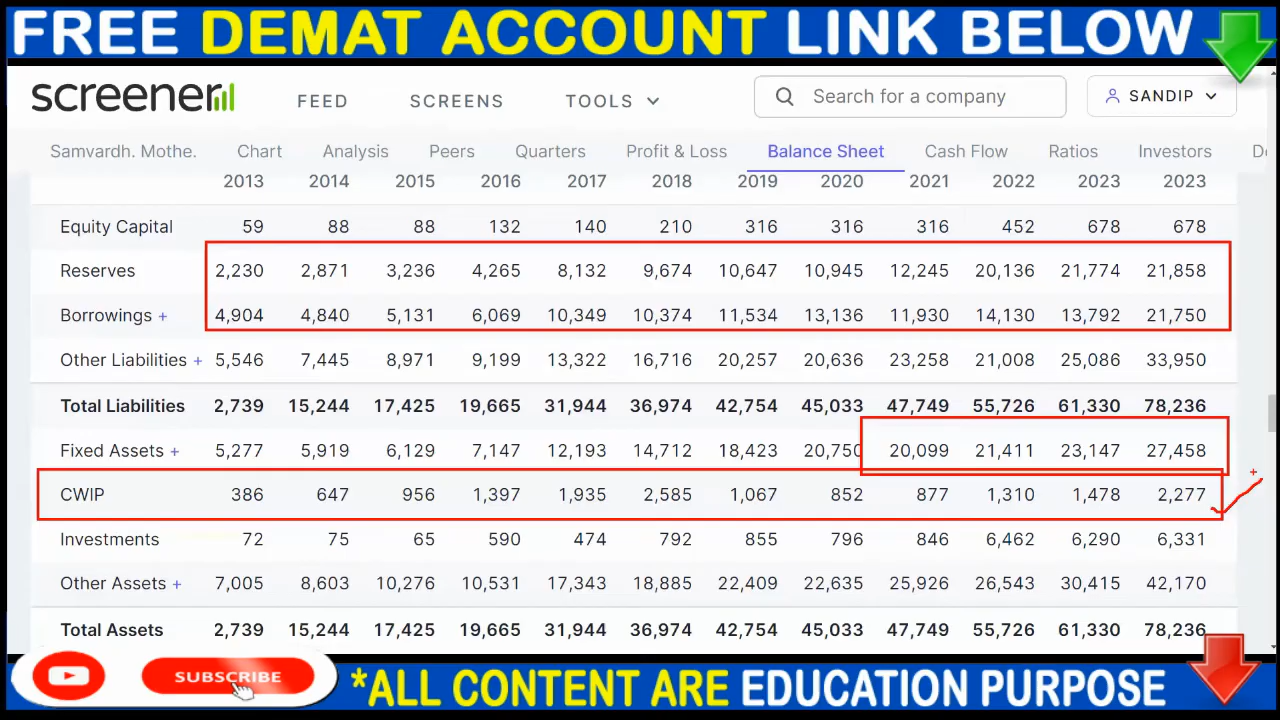 FREE DEMAT ACCOUNT LINK BELOW
screener FEED SCREENS TOOLS Search for a company SANDIP
Samvardh. Mothe. Chart Analysis Peers Quarters Profit & Loss Balance Sheet Cash Flow Ratios Investors D
2013 2014 2015 2016 2017 2018 2019 2020 2021 2022 2023 2023
Equity Capital 59 88 88 132 140 210 316 316 316 452 678 678
Reserves 2,230 2,871 3,236 4,265 8,132 9,674 10,647 10,945 12,245 20,136 21,774 21,858
Borrowings + 4,904 4,840 5,131 6,069 10,349 10,374 11,534 13,136 11,930 14,130 13,792 21,750
Other Liabilities + 5,546 7,445 8,971 9,199 13,322 16,716 20,257 20,636 23,258 21,008 25,086 33,950
Total Liabilities 2,739 15,244 17,425 19,665 31,944 36,974 42,754 45,033 47,749 55,726 61,330 78,236
Fixed Assets + 5,277 5,919 6,129 7,147 12,193 14,712 18,423 20,750 20,099 21,411 23,147 27,458
CWIP 386 647 956 1,397 1,935 2,585 1,067 852 877 1,310 1,478 2,277
Investments 72 75 65 590 474 792 855 796 846 6,462 6,290 6,331
Other Assets + 7,005 8,603 10,276 10,531 17,343 18,885 22,409 22,635 25,926 26,543 30,415 42,170
Total Assets 2,739 15,244 17,425 19,665 31,944 36,974 42,754 45,033 47,749 55,726 61,330 78,236
SUBSCRIBE *ALL CONTENT ARE EDUCATION PURPOSE